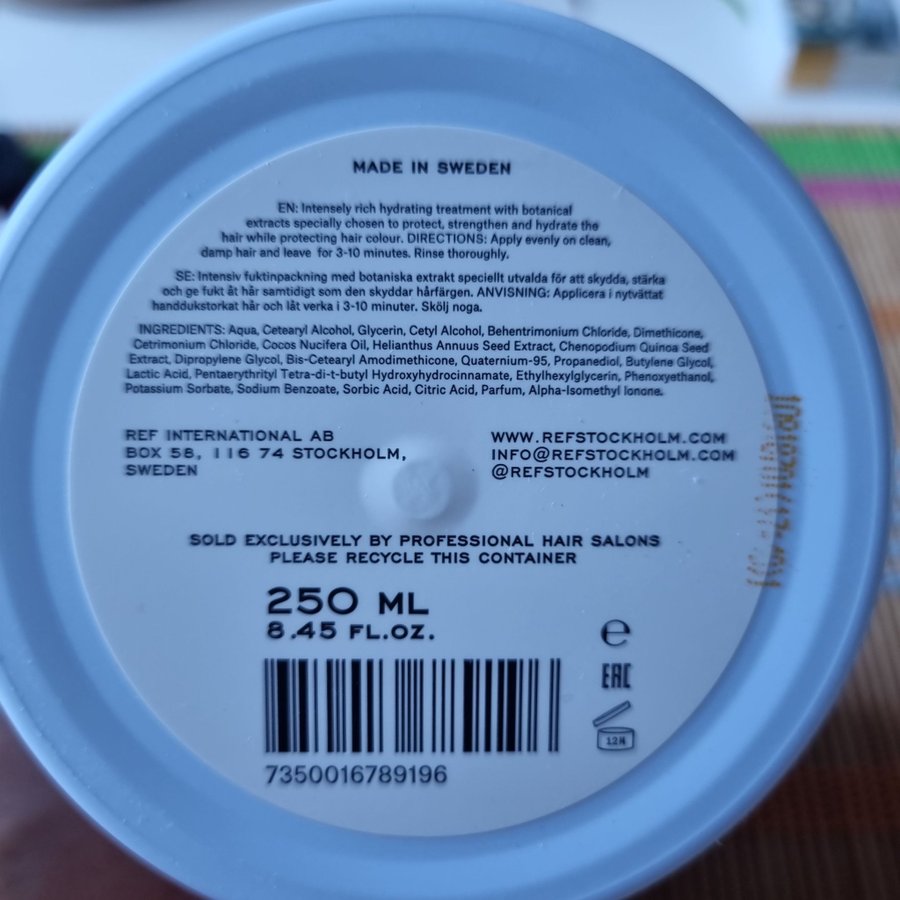 MADE IN SWEDEN
EN: Intensely rich hydrating treatment with botanical
extracts specially chosen to protect, strengthen and hydrate the
hair while protecting hair colour. DIRECTIONS: Apply evenly on clean,
damp hair and leave for 3-10 minutes. Rinse thoroughly.
SE: Intensiv fuktinpackning med botaniska extrakt speciellt utvalda för att skydda, stärka
och ge fukt åt hår samtidigt som den skyddar hårfärgen. ANVISNING: Applicera i nytvättat
handdukstorkat hår och låt verka i 3-10 minuter. Skölj noga.
INGREDIENTS: Aqua, Cetearyl Alcohol, Glycerin, Cetyl Alcohol, Behentrimonium Chloride, Dimethicone,
Cetrimonium Chloride, Cocos Nucifera Oil, Helianthus Annuus Seed Extract, Chenopodium Quinoa Seed
Extract, Dipropylene Glycol, Bis-Cetearyl Amodimethicone, Quaternium-95, Propanediol, Butylene Glycol,
Lactic Acid, Pentaerythrityl Tetra-di-t-butyl Hydroxyhydrocinnamate, Ethylhexylglycerin, Phenoxyethanol,
Potassium Sorbate, Sodium Benzoate, Sorbic Acid, Citric Acid, Parfum, Alpha-Isomethyl Ionone.
REF INTERNATIONAL AB
BOX 58, 116 74 STOCKHOLM,
SWEDEN
WWW.REFSTOCKHOLM.COM
INFO@REFSTOCKHOLM.COM
@REFSTOCKHOLM
SOLD EXCLUSIVELY BY PROFESSIONAL HAIR SALONS
PLEASE RECYCLE THIS CONTAINER
250 ML
8.45 FL.OZ.
℮
EAC
12M
7350016789196